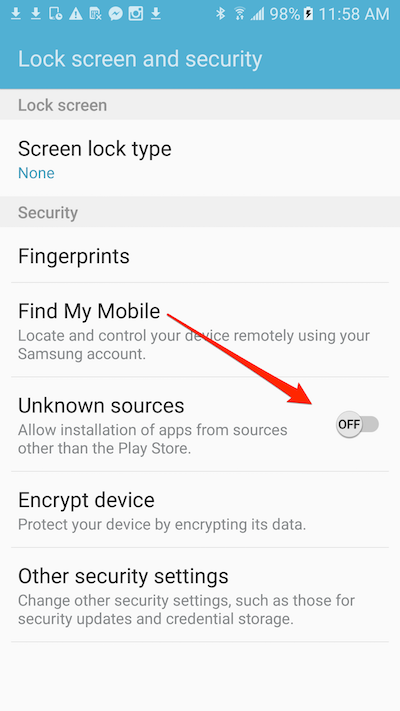 98% 11:58 AM
Lock screen and security
Lock screen
Screen lock type
None
Security
Fingerprints
Find My Mobile
Locate and control your device remotely using your
Samsung account.
Unknown sources
Allow installation of apps from sources
other than the Play Store.
OFF
Encrypt device
Protect your device by encrypting its data.
Other security settings
Change other security settings, such as those for
security updates and credential storage.